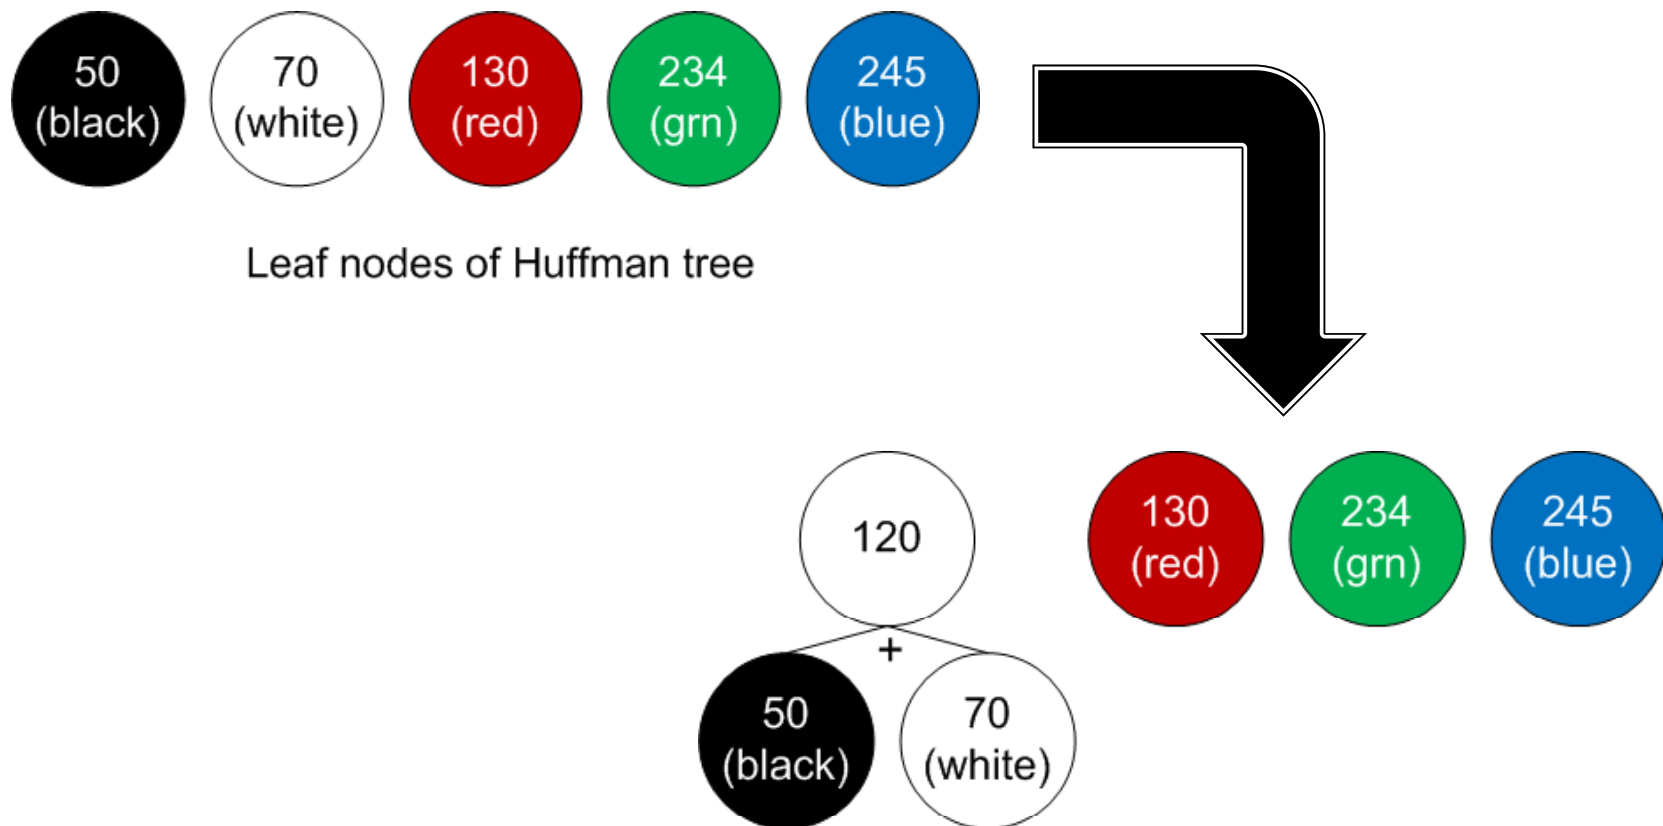 50
(black)
70
(white)
130
(red)
234
(grn)
245
(blue)
Leaf nodes of Huffman tree
120
130
(red)
234
(grn)
245
(blue)
+
50
(black)
70
(white)